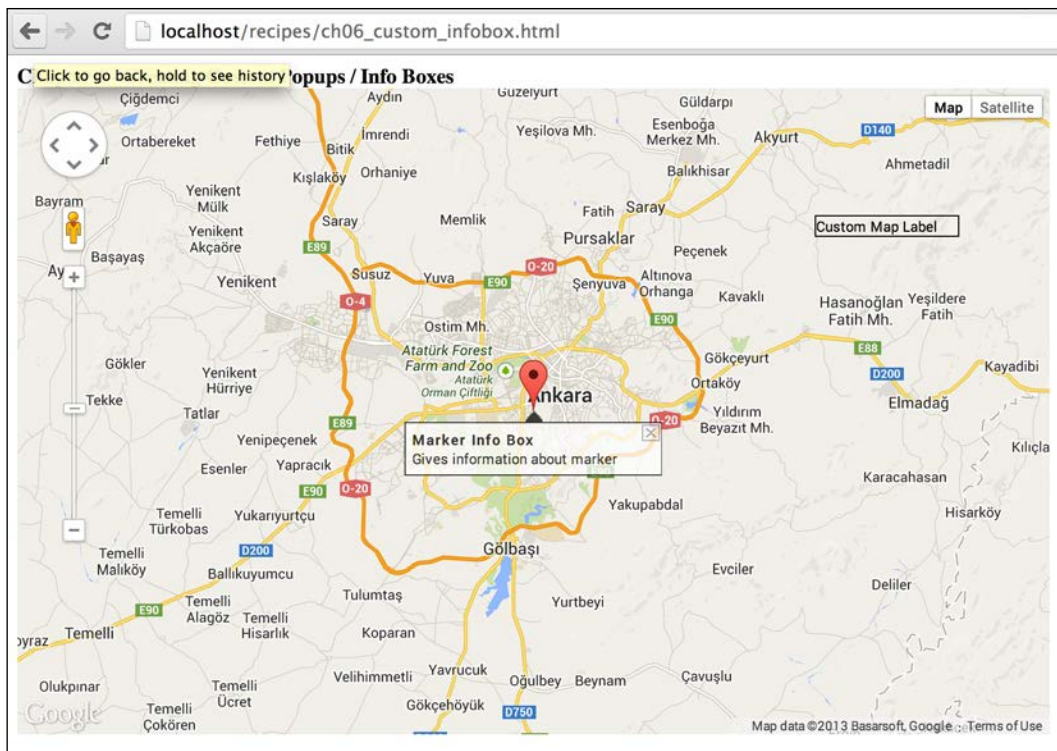 localhost/recipes/ch06_custom_infobox.html
C
Click to go back, hold to see history
Popups / Info Boxes
Çiğdemci
Aydın
Güzelyurt
Güldarpı
Map
Satellite
Ortabereket
Fethiye
Bitik
İmrendi
Yeşilova Mh.
Esenboğa
Merkez Mh.
Akyurt
D140
Kışlaköy
Orhaniye
Balıkhisar
Ahmetadil
Bayram
Yenikent
Mülk
Saray
Memlik
Fatih
Saray
Custom Map Label
Yenikent
Akçaöre
E89
Pursaklar
Peçenek
Ay
Başayaş
Yenikent
Susuz
Yuva
E90
O-20
Şenyuva
Altınova
Orhanga
Kavaklı
O-4
Hasanoğlan
Fatih Mh.
Yeşildere
Fatih
Ostim Mh.
E90
E88
Gökler
Yenikent
Hürriye
Atatürk Forest
Farm and Zoo
Atatürk
Orman Çiftliği
Gökçeyurt
D200
Kayadibi
Tekke
Tatlar
Ankara
Ortaköy
Elmadağ
E89
O-20
Yıldırım
Beyazıt Mh.
Yenipeçenek
Marker Info Box
Gives information about marker
Kılıçla
Esenler
Yapracık
E90
O-20
E90
Karacahasan
Temelli
Türkobas
Yukarıyurtçu
Yakupabdal
Hisarköy
Temelli
Malıköy
D200
Gölbaşı
Ballıkuyumcu
Evciler
Deliler
E90
Temelli
Alagöz
Temelli
Hisarlık
Tulumtaş
Yurtbeyi
oyraz
Temelli
Koparan
Olukpınar
Temelli
Ücret
Velihimmetli
Yavrucuk
Oğulbey
Beynam
Çavuşlu
Google
Temelli
Çokören
Gökçehöyük
D750
Map data ©2013 Basarsoft, Google
Terms of Use